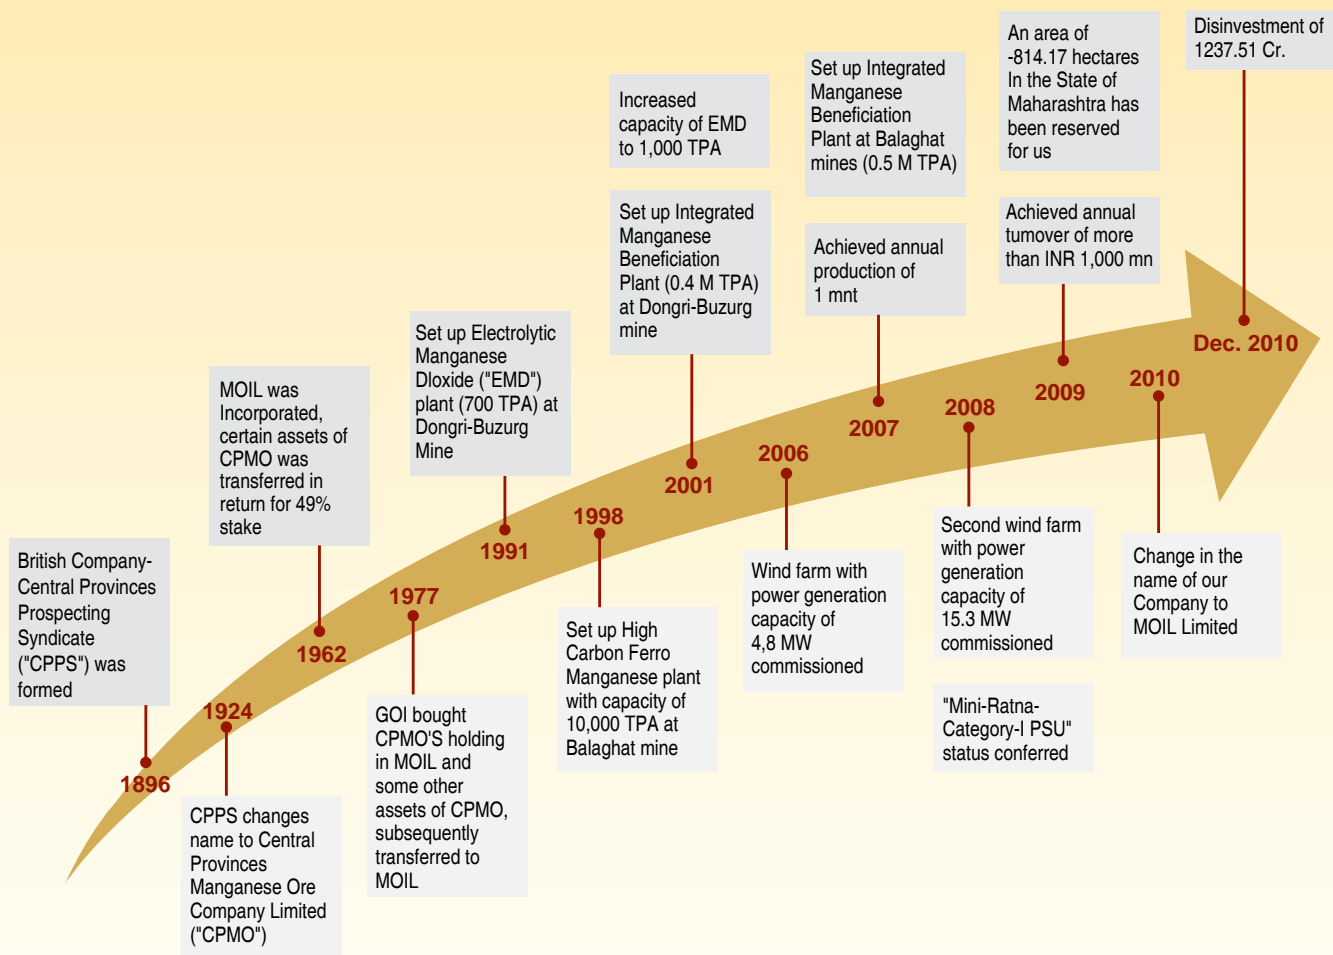 British Company-
Central Provinces
Prospecting
Syndicate
("CPPS") was
formed
1896
1924
CPPS changes
name to Central
Provinces
Manganese Ore
Company Limited
("CPMO")
MOIL was
Incorporated,
certain assets of
CPMO was
transferred in
return for 49%
stake
1962
1977
GOI bought
CPMO'S holding
in MOIL and
some other
assets of CPMO,
subsequently
transferred to
MOIL
Set up Electrolytic
Manganese
Dloxide ("EMD")
plant (700 TPA) at
Dongri-Buzurg
Mine
1991
1998
Set up High
Carbon Ferro
Manganese plant
with capacity of
10,000 TPA at
Balaghat mine
Increased
capacity of EMD
to 1,000 TPA
Set up Integrated
Manganese
Beneficiation
Plant (0.4 M TPA)
at Dongri-Buzurg
mine
2001
2006
Wind farm with
power generation
capacity of
4,8 MW
commissioned
Set up Integrated
Manganese
Beneficiation
Plant at Balaghat
mines (0.5 M TPA)
Achieved annual
production of
1 mnt
2007
2008
Second wind farm
with power
generation
capacity of
15.3 MW
commissioned
"Mini-Ratna-
Category-I PSU"
status conferred
An area of
-814.17 hectares
In the State of
Maharashtra has
been reserved
for us
Achieved annual
tumover of more
than INR 1,000 mn
2009
2010
Change in the
name of our
Company to
MOIL Limited
Disinvestment of
1237.51 Cr.
Dec. 2010